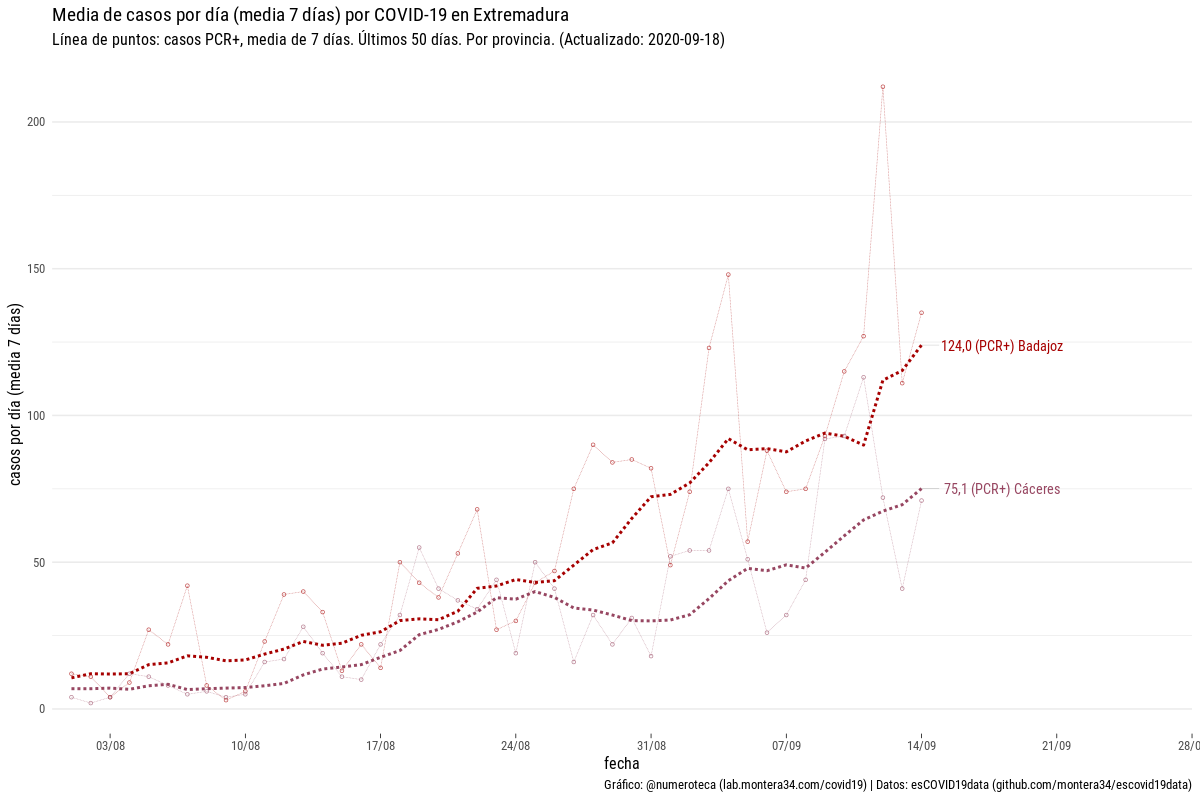 Media de casos por día (media 7 días) por COVID-19 en Extremadura
Línea de puntos: casos PCR+, media de 7 días. Últimos 50 días. Por provincia. (Actualizado: 2020-09-18)
casos por día (media 7 días)
200
150
100
50
0
124,0 (PCR+) Badajoz
75,1 (PCR+) Cáceres
03/08 10/08 17/08 24/08 31/08 07/09 14/09 21/09 28/0
fecha
Gráfico: @numeroteca (lab.montera34.com/covid19) | Datos: esCOVID19data (github.com/montera34/escovid19data)